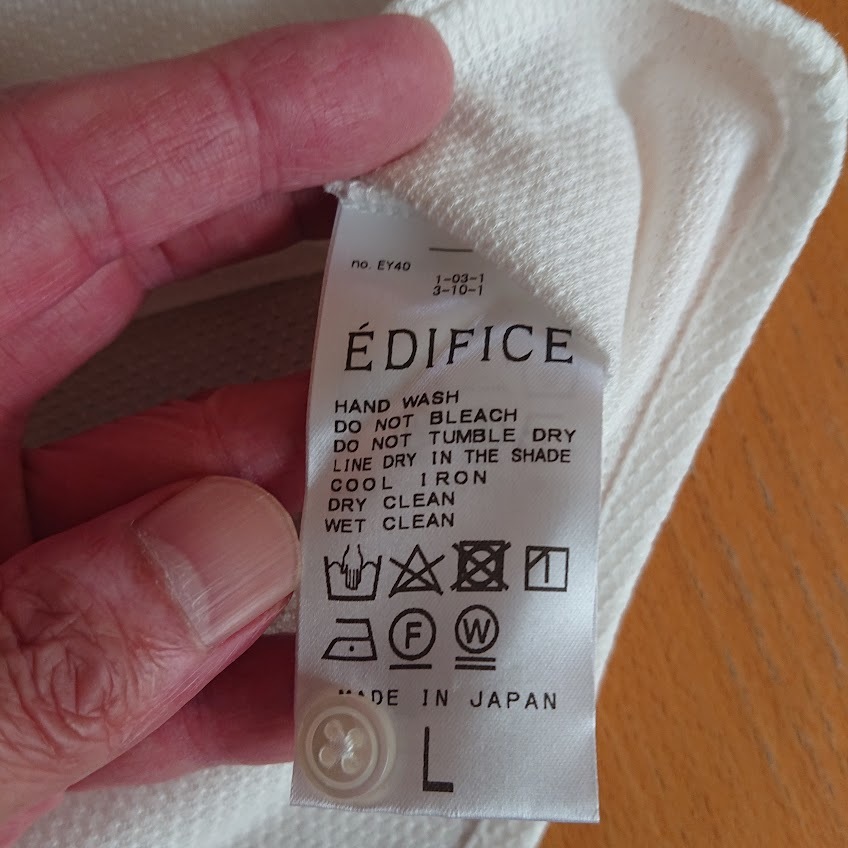 no. EY40
1-03-1
3-10-1
ÉDIFICE
HAND WASH
DO NOT BLEACH
DO NOT TUMBLE DRY
LINE DRY IN THE SHADE
COOL IRON
DRY CLEAN
WET CLEAN
F W
MADE IN JAPAN
L